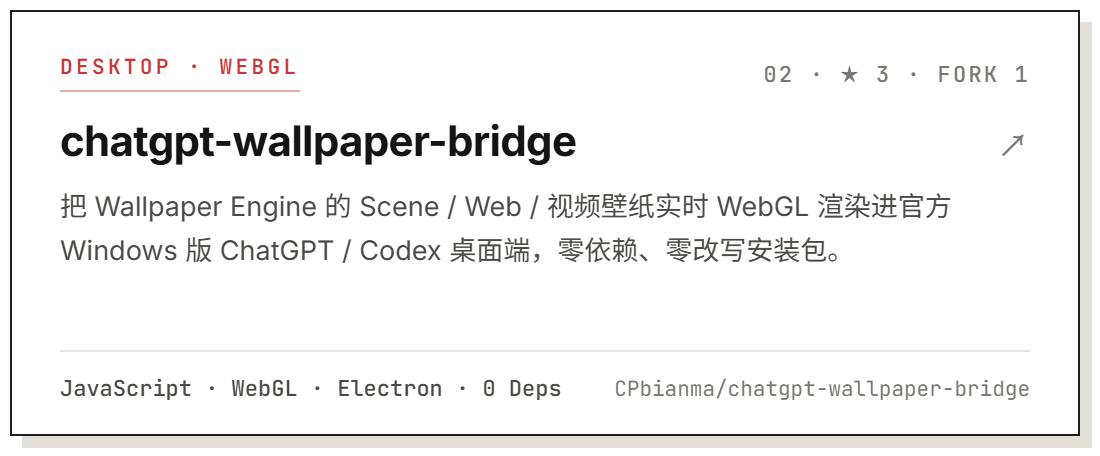 DESKTOP · WEBGL
02 · ★ 3 · FORK 1
chatgpt-wallpaper-bridge
↗
把 Wallpaper Engine 的 Scene / Web / 视频壁纸实时 WebGL 渲染进官方
Windows 版 ChatGPT / Codex 桌面端，零依赖、零改写安装包。
JavaScript · WebGL · Electron · 0 Deps
CPbianma/chatgpt-wallpaper-bridge